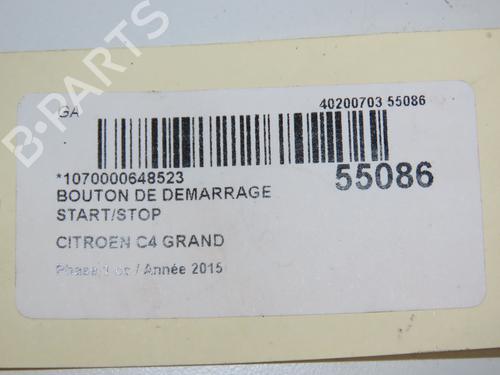 B-PARTS
GA
40200703 55086
*1070000648523
55086
BOUTON DE DEMARRAGE
START/STOP
CITROEN C4 GRAND
/ Année 2015